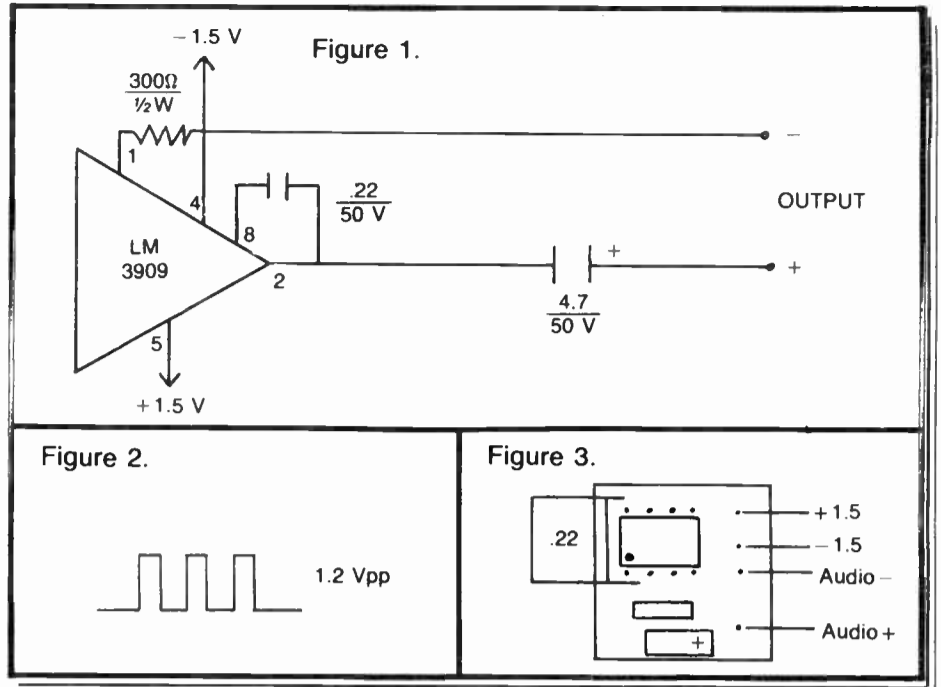 Figure 1.
− 1.5 V
300Ω
½ W
1
4
8
.22
50 V
LM
3909
2
5
+ 1.5 V
4.7
50 V
+
−
OUTPUT
+
Figure 2.
1.2 Vpp
Figure 3.
.22
+ 1.5
− 1.5
Audio −
Audio +
+